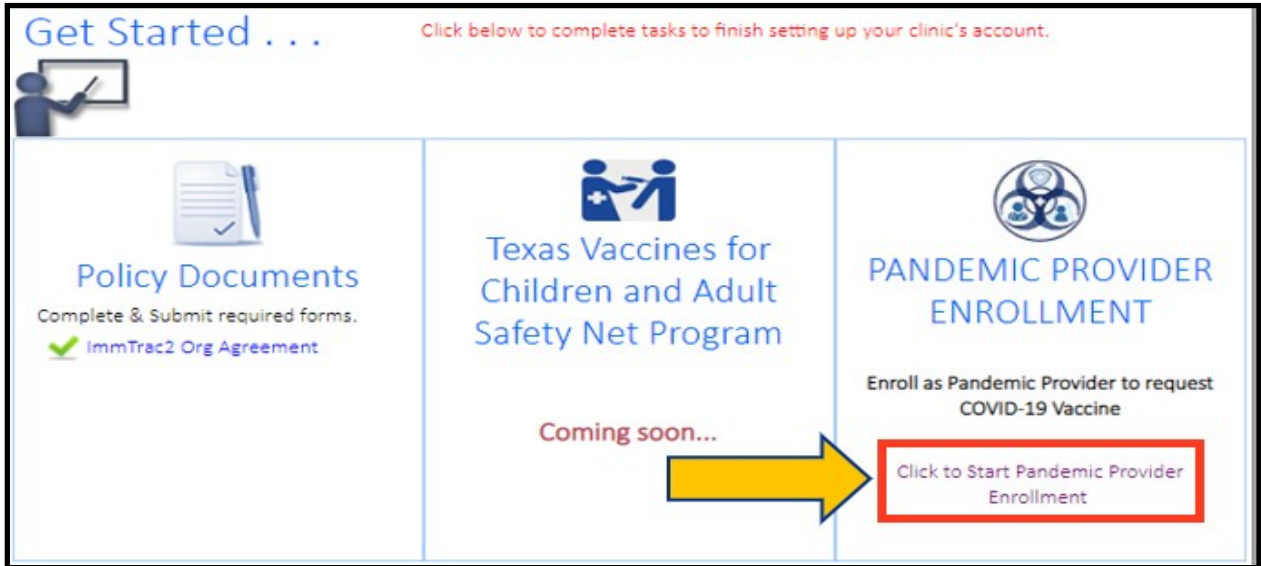 Get Started . . .
Click below to complete tasks to finish setting up your clinic's account.
Policy Documents
Complete & Submit required forms.
ImmTrac2 Org Agreement
Texas Vaccines for
Children and Adult
Safety Net Program
Coming soon...
PANDEMIC PROVIDER
ENROLLMENT
Enroll as Pandemic Provider to request
COVID-19 Vaccine
Click to Start Pandemic Provider
Enrollment